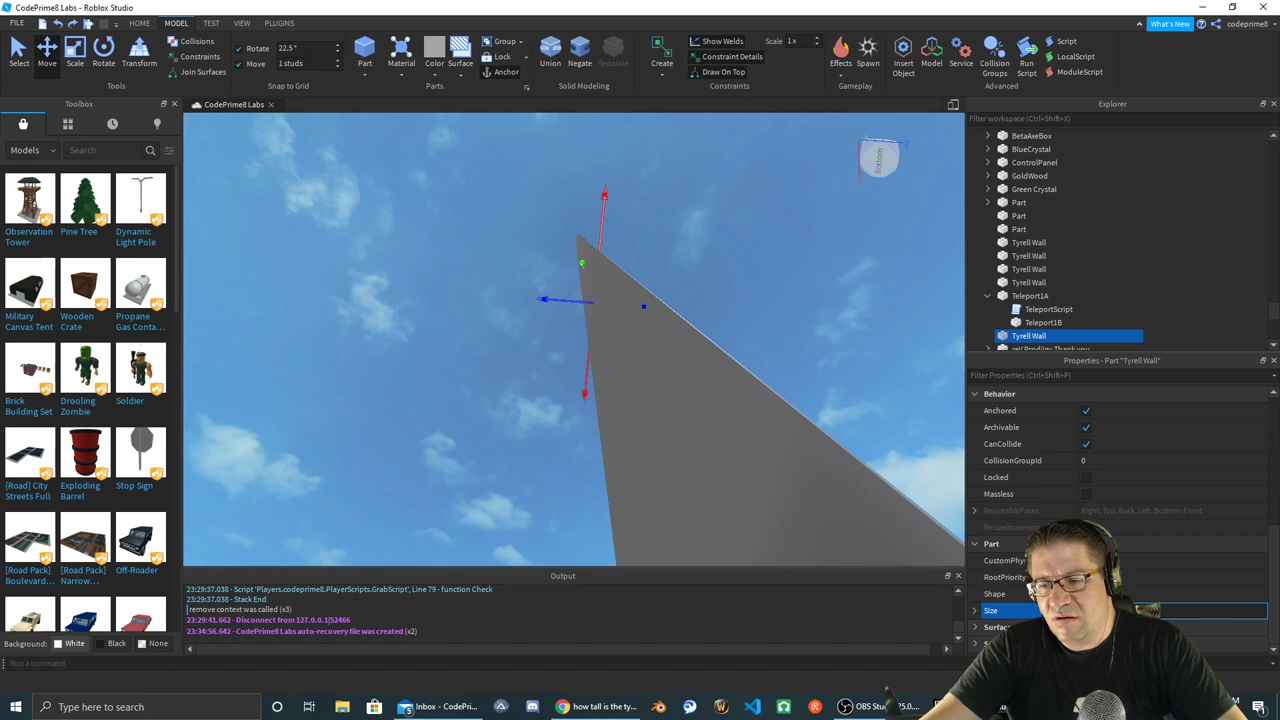 CodePrime8 Labs - Roblox Studio
FILE HOME MODEL TEST VIEW PLUGINS
What's New codeprime8
Select Move Scale Rotate Transform
Collisions
Constraints
Join Surfaces
Tools
Rotate 22.5°
Move 1 studs
Snap to Grid
Part Material Color Surface
Group
Lock
Anchor
Parts
Union Negate Separate
Solid Modeling
Create
Show Welds Scale 1 x
Constraint Details
Draw On Top
Constraints
Effects Spawn
Gameplay
Insert Object Model Service Collision Groups Run Script
Script
LocalScript
ModuleScript
Advanced
Toolbox
CodePrime8 Labs
Models Search
Observation Tower
Pine Tree
Dynamic Light Pole
Military Canvas Tent
Wooden Crate
Propane Gas Conta...
Brick Building Set
Drooling Zombie
Soldier
[Road] City Streets Full
Exploding Barrel
Stop Sign
[Road Pack] Boulevard...
[Road Pack] Narrow...
Off-Roader
Background: White Black None
Bottom
Explorer
Filter workspace (Ctrl+Shift+X)
BetaAxeBox
BlueCrystal
ControlPanel
GoldWood
Green Crystal
Part
Part
Part
Tyrell Wall
Tyrell Wall
Tyrell Wall
Tyrell Wall
Teleport1A
TeleportScript
Teleport1B
Tyrell Wall
Properties - Part "Tyrell Wall"
Filter Properties (Ctrl+Shift+P)
Behavior
Anchored
Archivable
CanCollide
CollisionGroupId 0
Locked
Massless
ResizeableFaces Right, Top, Back, Left, Bottom, Front
ResizeIncrement
Part
CustomPhy
RootPriority
Shape
Size
Surfa
Output
23:29:37.038 - Script 'Players.codeprime8.PlayerScripts.GrabScript', Line 79 - function Check
23:29:37.038 - Stack End
remove context was called (x3)
23:29:41.662 - Disconnect from 127.0.0.1|52466
23:34:56.642 - CodePrime8 Labs auto-recovery file was created (x2)
Run a command
Type here to search
Inbox - CodePri...
how tall is the ty...
OBS Studio 25.0...